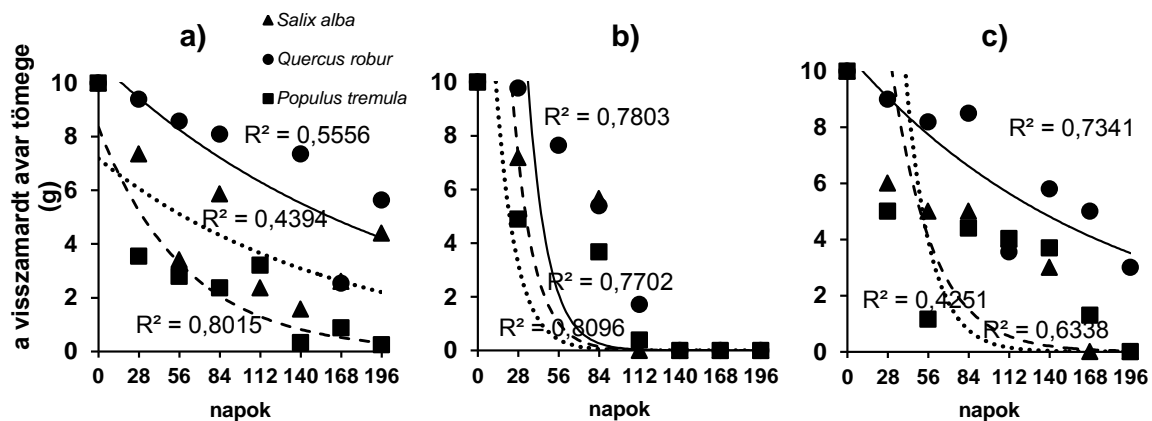 ▲ Salix alba
● Quercus robur
■ Populus tremula
a visszamardt avar tömege
(g)
a)
10
8
6
4
2
0
R² = 0,5556
R² = 0,4394
R² = 0,8015
0 28 56 84 112 140 168 196
napok
b)
10
8
6
4
2
0
R² = 0,7803
R² = 0,7702
R² = 0,8096
0 28 56 84 112 140 168 196
napok
c)
10
8
6
4
2
0
R² = 0,7341
R² = 0,4251
R² = 0,6338
0 28 56 84 112 140 168 196
napok